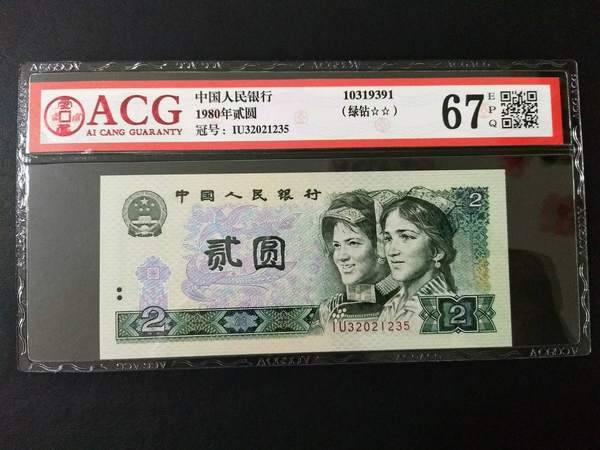 ACG
AI CANG GUARANTY
中国人民银行
1980年贰圆
冠号：IU32021235
10319391
（绿钻☆☆）
67
EPQ
中国人民银行
贰圆
2
2
IU32021235
2